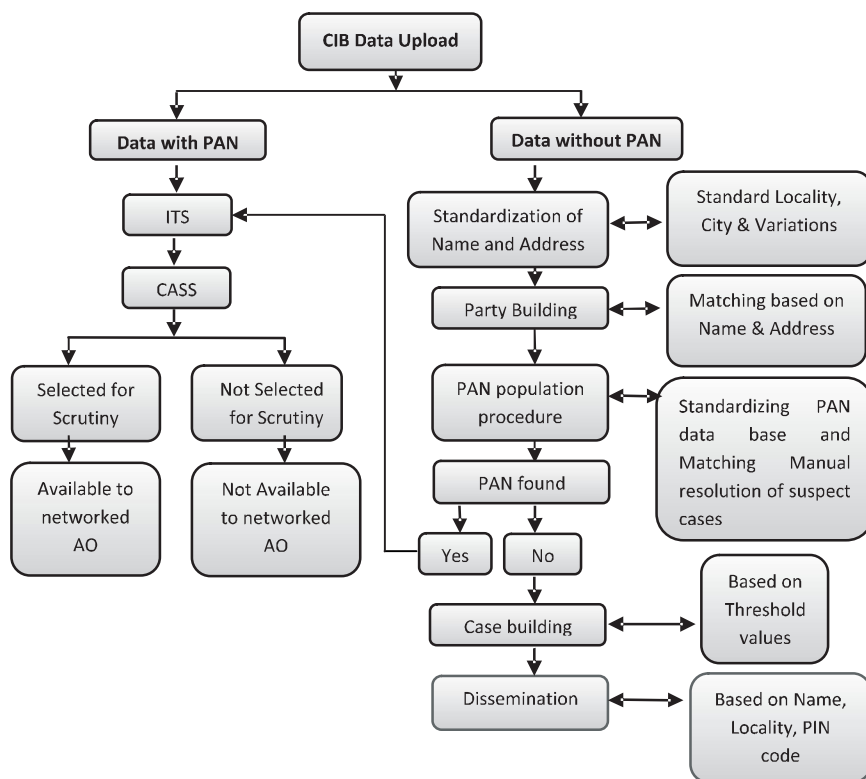 CIB Data Upload
Data with PAN
Data without PAN
ITS
Standardization of
Name and Address
Standard Locality,
City & Variations
CASS
Party Building
Matching based on
Name & Address
Selected for
Scrutiny
Not Selected
for Scrutiny
PAN population
procedure
Standardizing PAN
data base and
Matching Manual
resolution of suspect
cases
Available to
networked
AO
Not Available
to networked
AO
PAN found
Yes
No
Case building
Based on
Threshold
values
Dissemination
Based on Name,
Locality, PIN
code